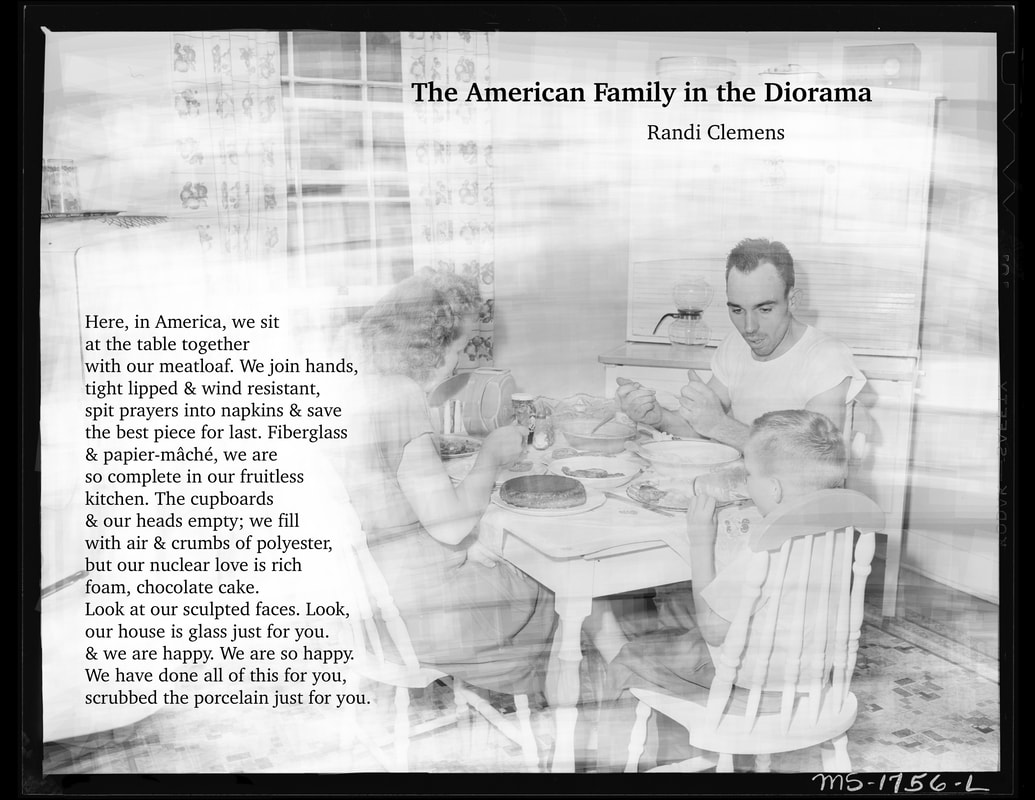 The American Family in the Diorama
Randi Clemens
Here, in America, we sit
at the table together
with our meatloaf. We join hands,
tight lipped & wind resistant,
spit prayers into napkins & save
the best piece for last. Fiberglass
& papier-mâché, we are
so complete in our fruitless
kitchen. The cupboards
& our heads empty; we fill
with air & crumbs of polyester,
but our nuclear love is rich
foam, chocolate cake.
Look at our sculpted faces. Look,
our house is glass just for you.
& we are happy. We are so happy.
We have done all of this for you,
scrubbed the porcelain just for you.
M5-1756-L